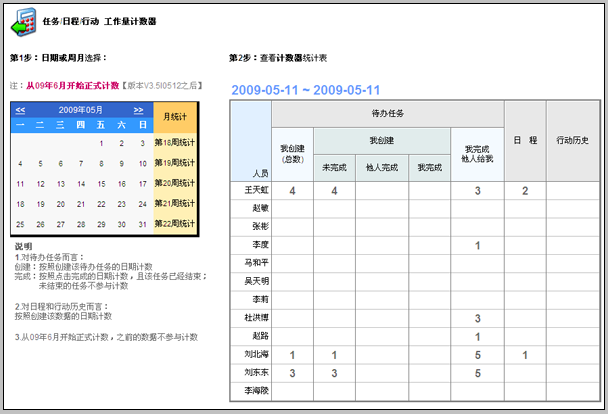 任务/日程/行动 工作量计数器
第1步：日期或周月选择：
注：从09年6月开始正式计数【版本V3.5I0512之后】
<< 2009年05月 >> 月统计
一 二 三 四 五 六 日
1 2 3 第18周统计
4 5 6 7 8 9 10 第19周统计
11 12 13 14 15 16 17 第20周统计
18 19 20 21 22 23 24 第21周统计
25 26 27 28 29 30 31 第22周统计
说明
1.对待办任务而言：
创建：按照创建该待办任务的日期计数
完成：按照点击完成的日期计数，且该任务已经结束；
未结束的任务不参与计数
2.对日程和行动历史而言：
按照创建该数据的日期计数
3.从09年6月开始正式计数，之前的数据不参与计数
第2步：查看计数器统计表
2009-05-11 ~ 2009-05-11
人员 待办任务 日 程 行动历史
我创建
(总数) 我创建 我完成
他人给我
未完成 他人完成 我完成
王天虹 4 4 3 2
赵敏
张彬
李度 1
马和平
吴天明
李莉
杜洪博 3
赵路 1
刘北海 1 1 5 1
刘东东 3 3 5
李海陵